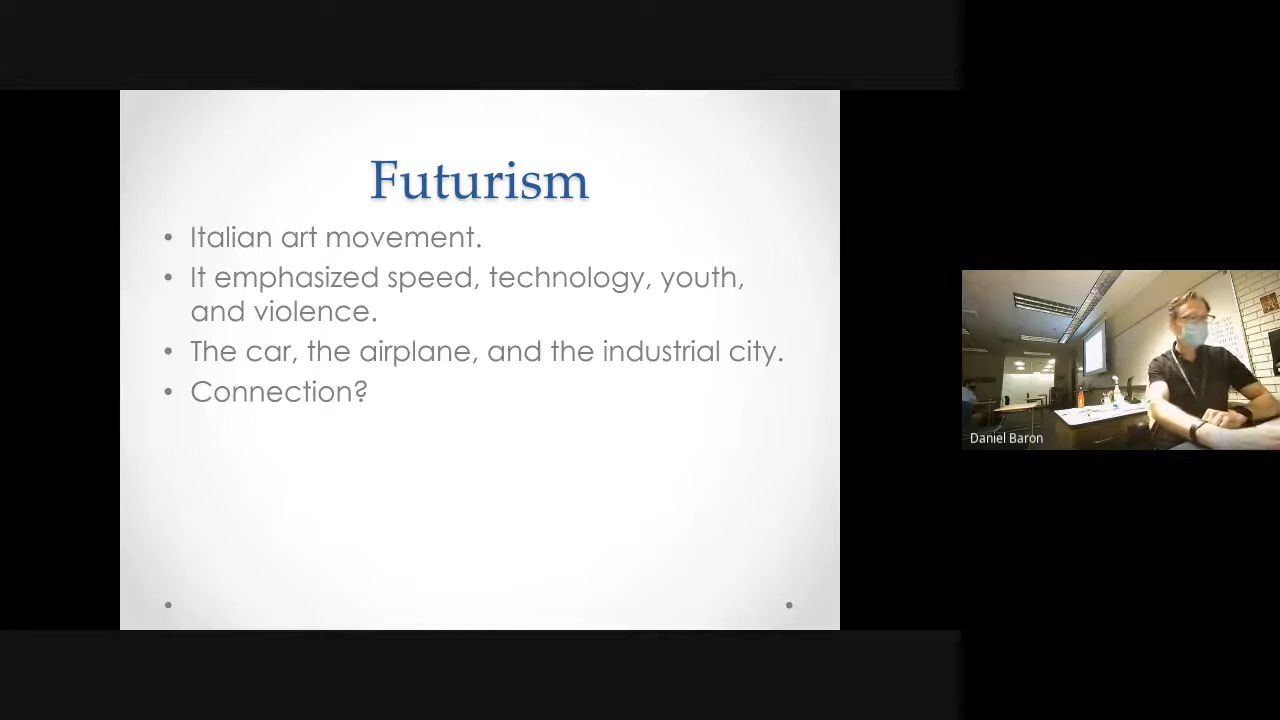 Futurism
• Italian art movement.
• It emphasized speed, technology, youth,
and violence.
• The car, the airplane, and the industrial city.
• Connection?
Daniel Baron